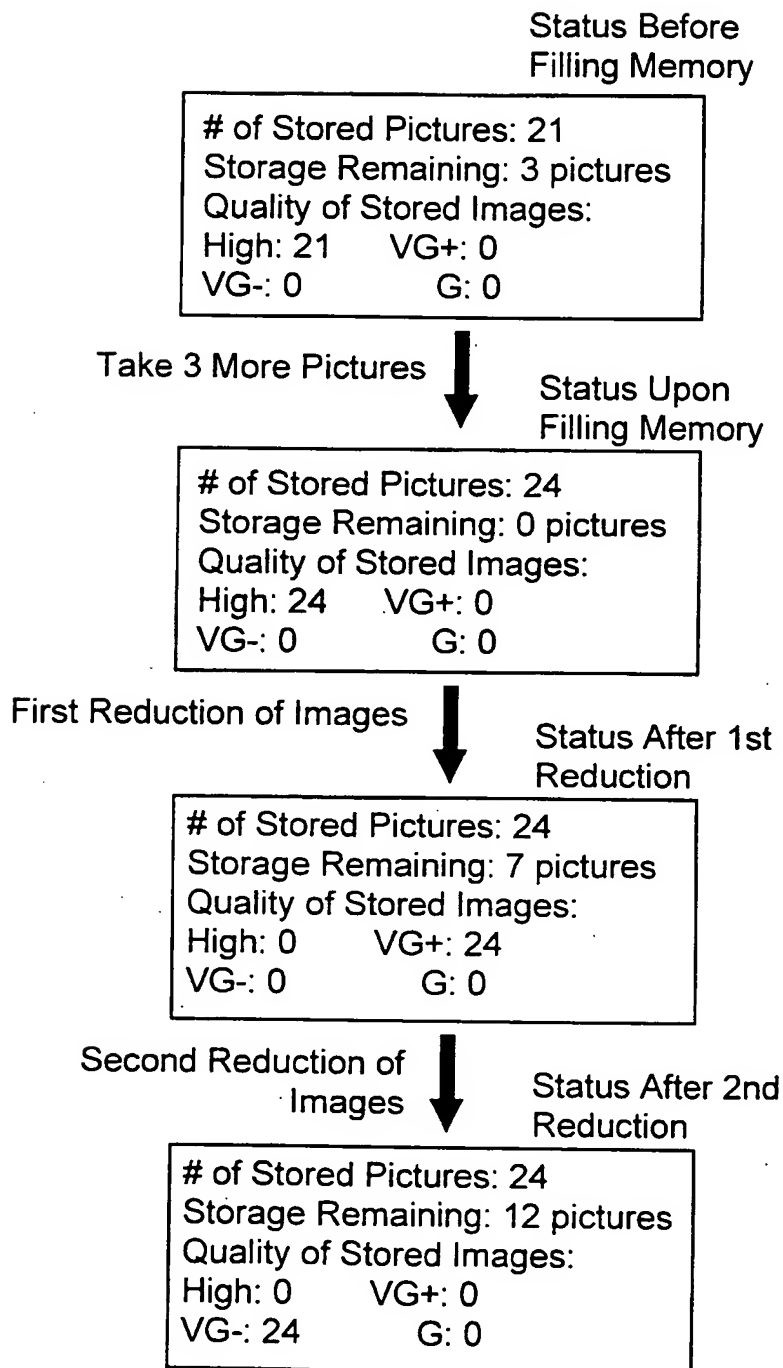 Status Before
Filling Memory
# of Stored Pictures: 21
Storage Remaining: 3 pictures
Quality of Stored Images:
High: 21 VG+: 0
VG-: 0 G: 0
Take 3 More Pictures
Status Upon
Filling Memory
# of Stored Pictures: 24
Storage Remaining: 0 pictures
Quality of Stored Images:
High: 24 VG+: 0
VG-: 0 G: 0
First Reduction of Images
Status After 1st
Reduction
# of Stored Pictures: 24
Storage Remaining: 7 pictures
Quality of Stored Images:
High: 0 VG+: 24
VG-: 0 G: 0
Second Reduction of
Images
Status After 2nd
Reduction
# of Stored Pictures: 24
Storage Remaining: 12 pictures
Quality of Stored Images:
High: 0 VG+: 0
VG-: 24 G: 0